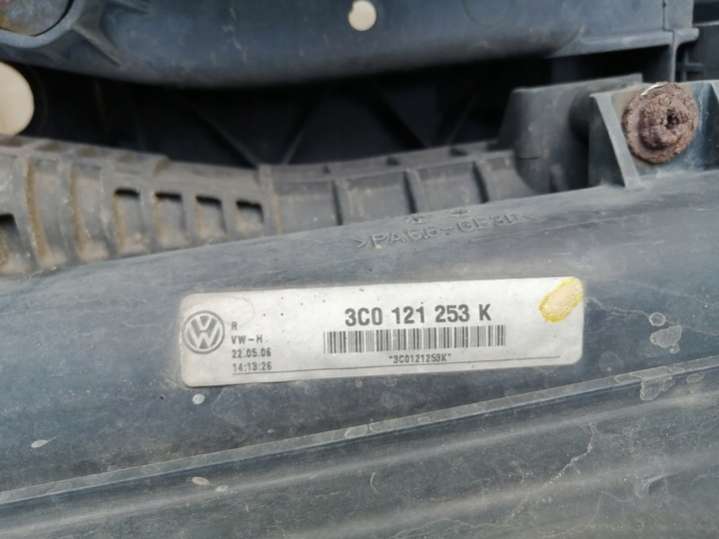 >PA66-GF30<
3C0 121 253 K
R
VW-H
22.05.06
14:13:26
*3C0121253K*